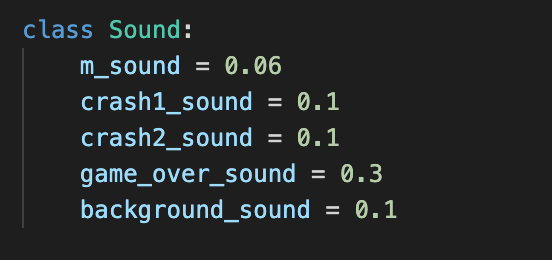 class Sound:
    m_sound = 0.06
    crash1_sound = 0.1
    crash2_sound = 0.1
    game_over_sound = 0.3
    background_sound = 0.1